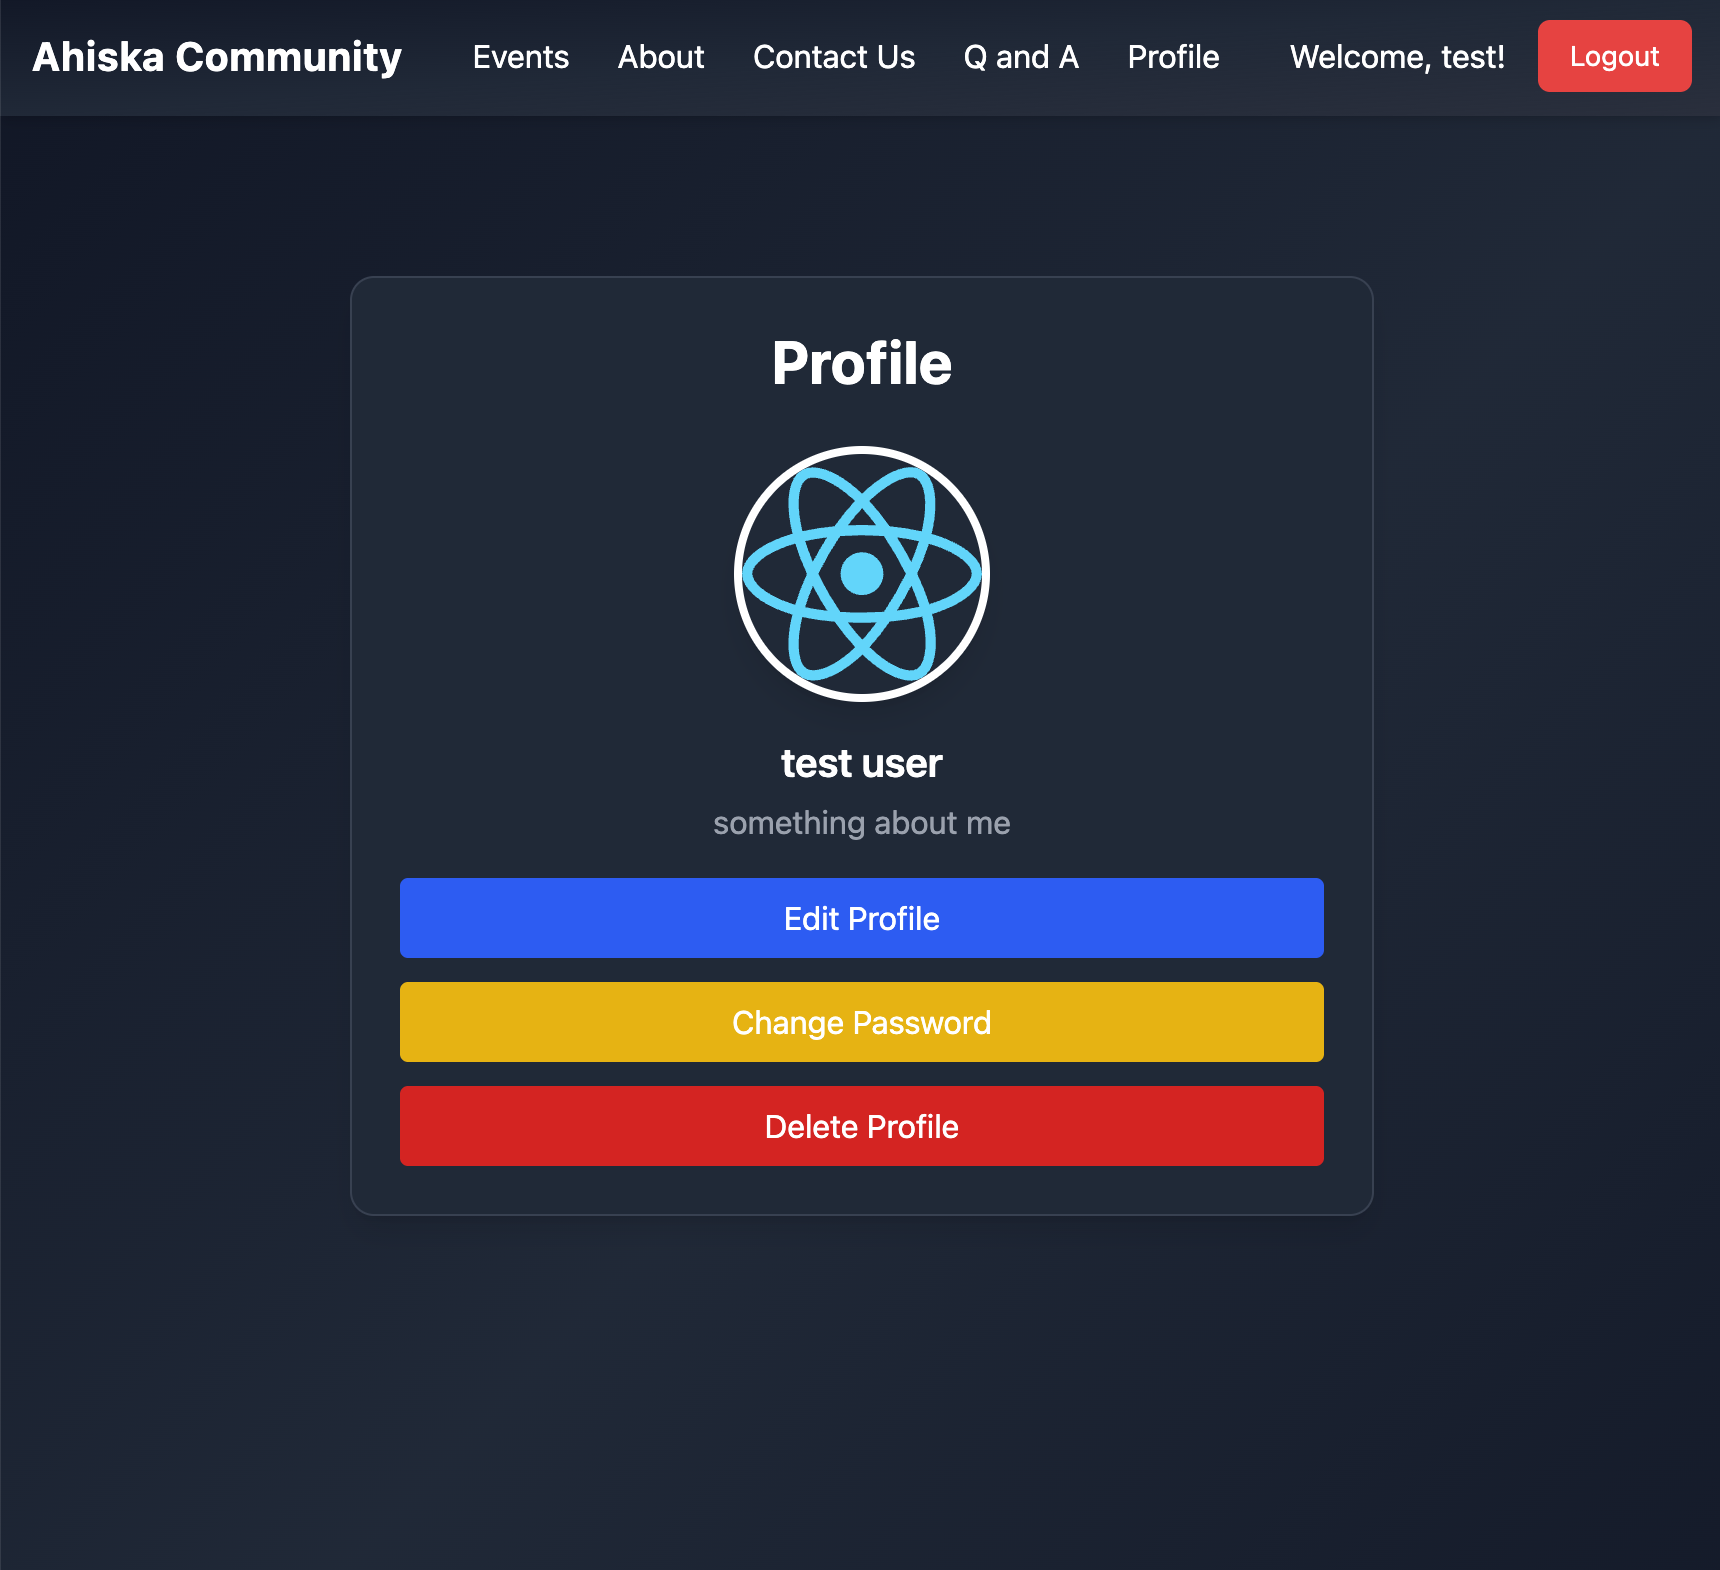 Ahiska Community Events About Contact Us Q and A Profile Welcome, test! Logout
Profile
test user
something about me
Edit Profile
Change Password
Delete Profile